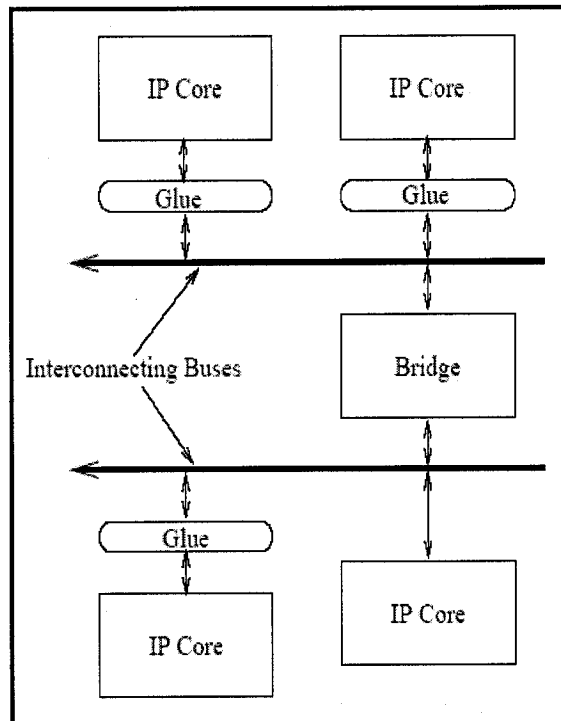 IP Core
IP Core
Glue
Glue
Interconnecting Buses
Bridge
Glue
IP Core
IP Core